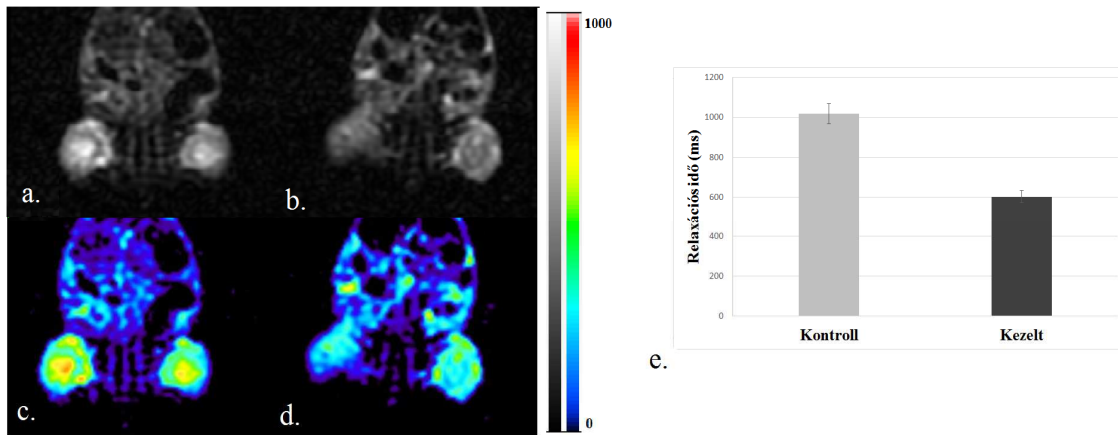 a.
b.
c.
d.
1000
0
Relaxációs idő (ms)
1200
1000
800
600
400
200
0
Kontroll
Kezelt
e.